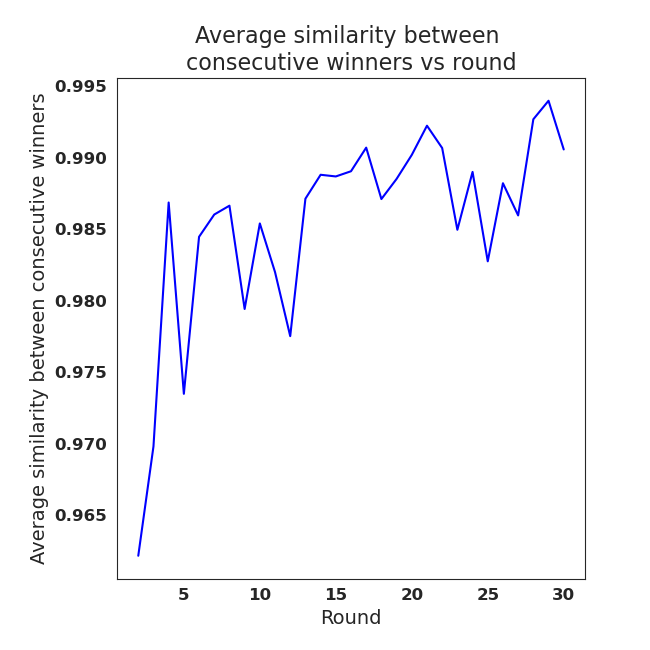 Average similarity between
consecutive winners vs round
Average similarity between consecutive winners
0.995
0.990
0.985
0.980
0.975
0.970
0.965
5 10 15 20 25 30
Round